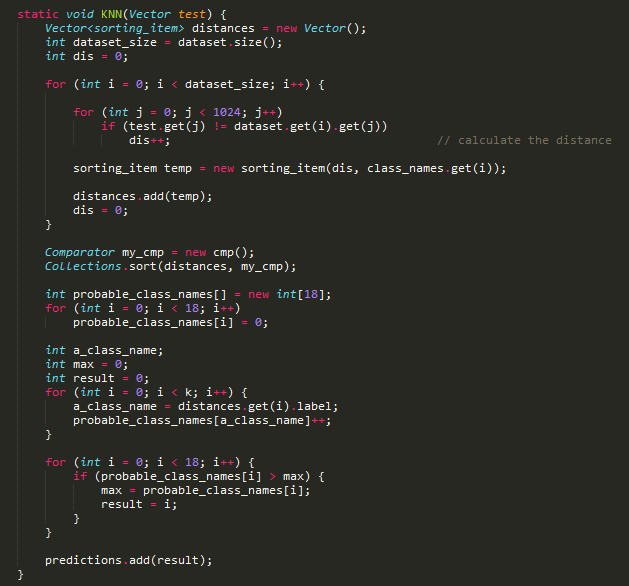 static void KNN(Vector test) {
    Vector<sorting_item> distances = new Vector();
    int dataset_size = dataset.size();
    int dis = 0;

    for (int i = 0; i < dataset_size; i++) {

        for (int j = 0; j < 1024; j++)
            if (test.get(j) != dataset.get(i).get(j))
                dis++;                                      // calculate the distance

        sorting_item temp = new sorting_item(dis, class_names.get(i));

        distances.add(temp);
        dis = 0;
    }

    Comparator my_cmp = new cmp();
    Collections.sort(distances, my_cmp);

    int probable_class_names[] = new int[18];
    for (int i = 0; i < 18; i++)
        probable_class_names[i] = 0;

    int a_class_name;
    int max = 0;
    int result = 0;
    for (int i = 0; i < k; i++) {
        a_class_name = distances.get(i).label;
        probable_class_names[a_class_name]++;
    }

    for (int i = 0; i < 18; i++) {
        if (probable_class_names[i] > max) {
            max = probable_class_names[i];
            result = i;
        }
    }

    predictions.add(result);
}